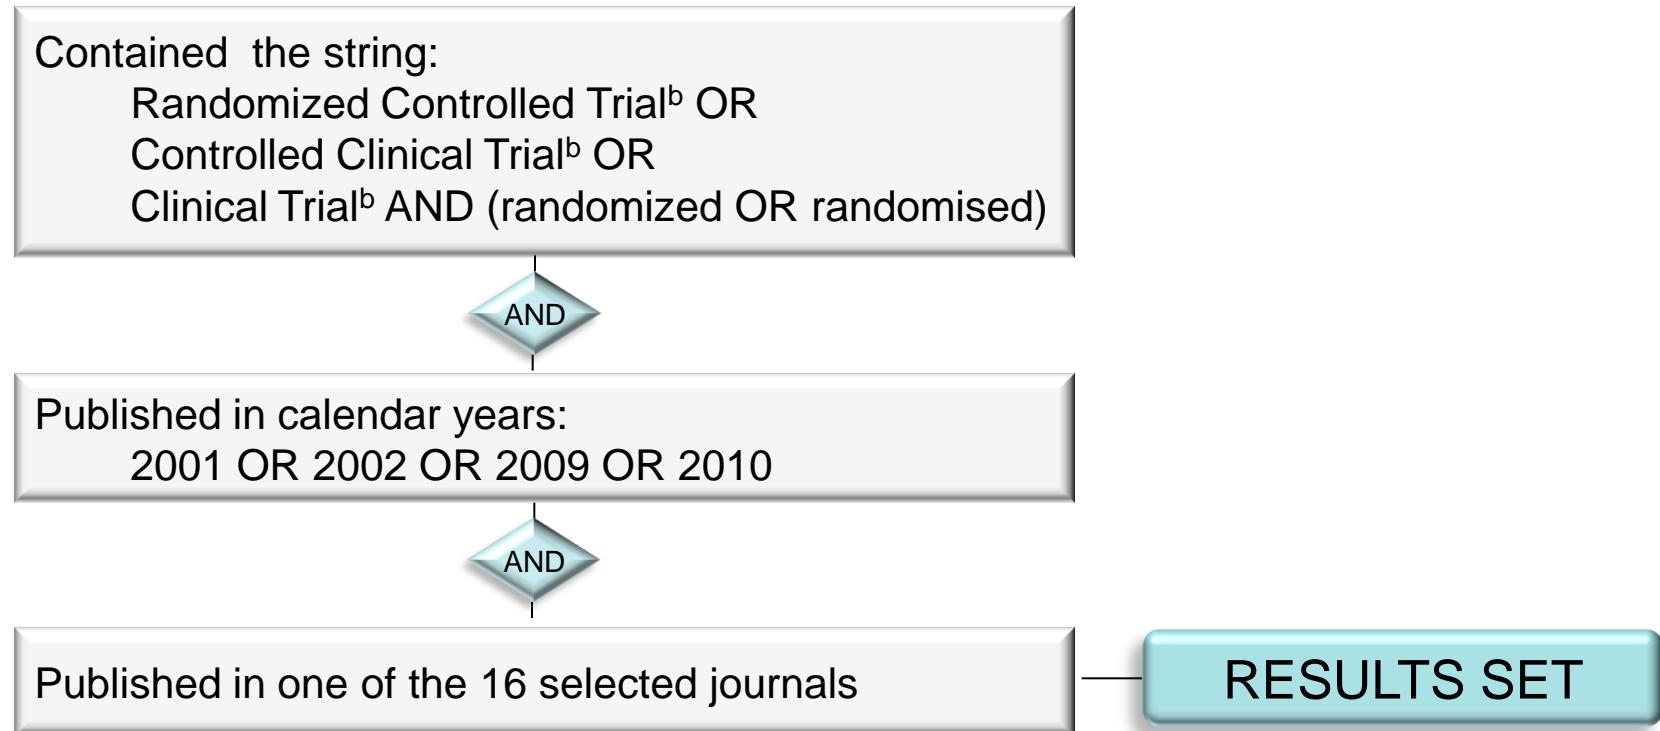 Contained the string:
Randomized Controlled Trialᵇ OR
Controlled Clinical Trialᵇ OR
Clinical Trialᵇ AND (randomized OR randomised)
AND
Published in calendar years:
2001 OR 2002 OR 2009 OR 2010
AND
Published in one of the 16 selected journals
RESULTS SET